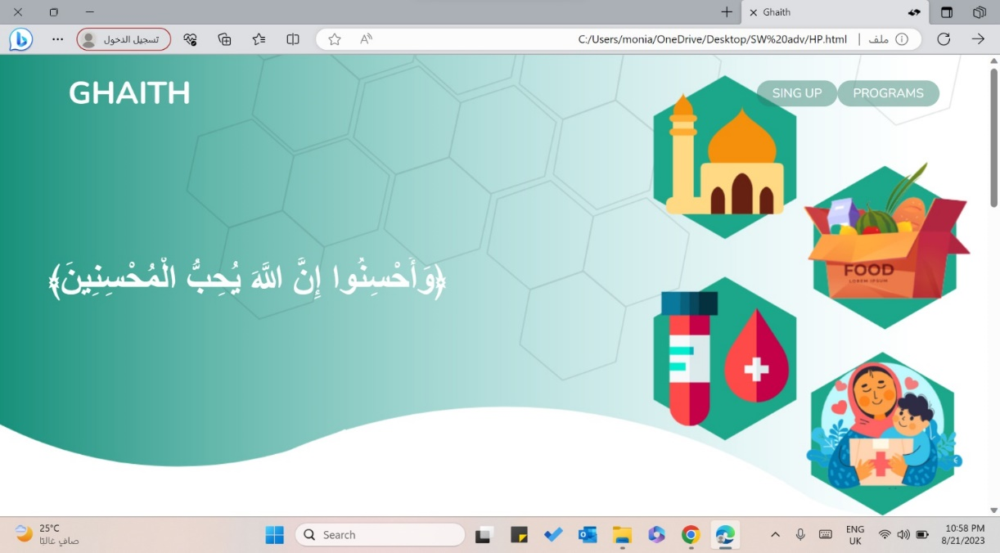 Ghaith
تسجيل الدخول
ملف | C:/Users/monia/OneDrive/Desktop/SW%20adv/HP.html
GHAITH
SING UP
PROGRAMS
﴿وَأَحْسِنُوا إِنَّ اللَّهَ يُحِبُّ الْمُحْسِنِينَ﴾
FOOD
LOREM IPSUM
25°C
صافٍ غالبًا
Search
ENG
UK
10:58 PM
8/21/2023